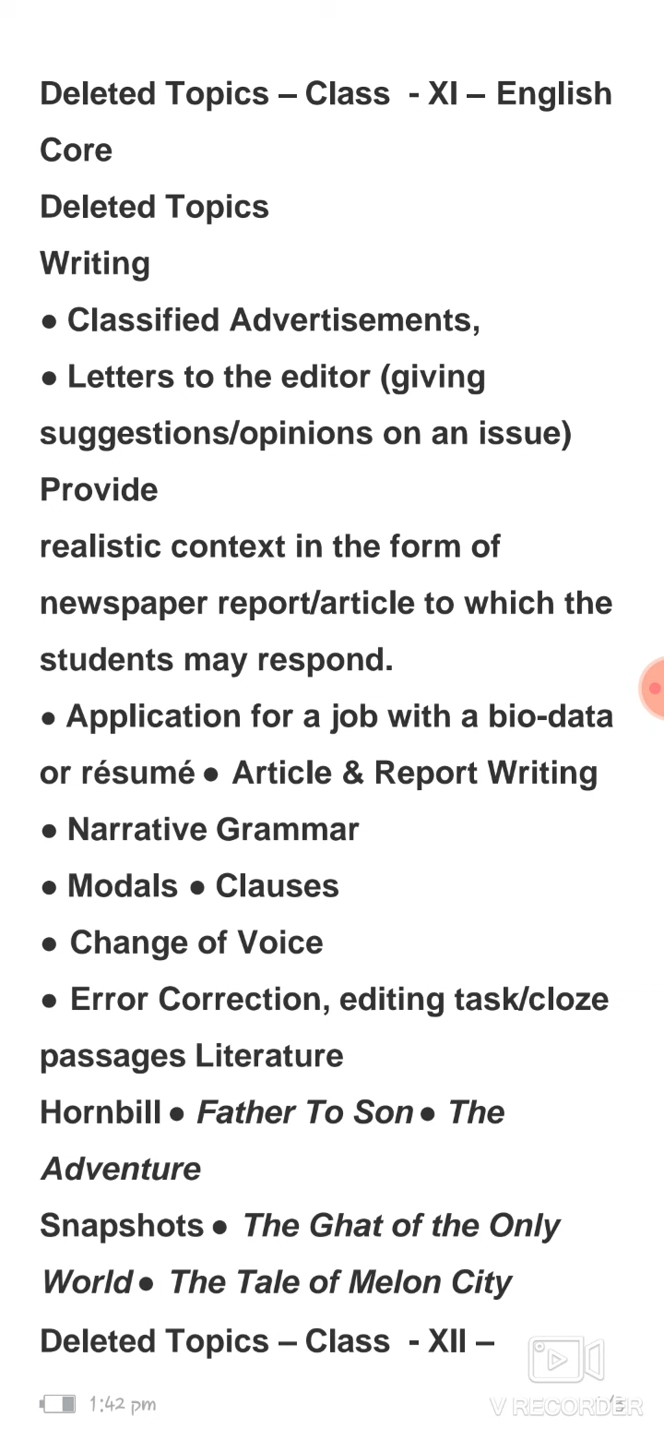 Deleted Topics – Class - XI – English
Core
Deleted Topics
Writing
● Classified Advertisements,
● Letters to the editor (giving
suggestions/opinions on an issue)
Provide
realistic context in the form of
newspaper report/article to which the
students may respond.
● Application for a job with a bio-data
or résumé ● Article & Report Writing
● Narrative Grammar
● Modals ● Clauses
● Change of Voice
● Error Correction, editing task/cloze
passages Literature
Hornbill ● Father To Son ● The
Adventure
Snapshots ● The Ghat of the Only
World ● The Tale of Melon City
Deleted Topics – Class - XII –
1:42 pm
V RECORDER